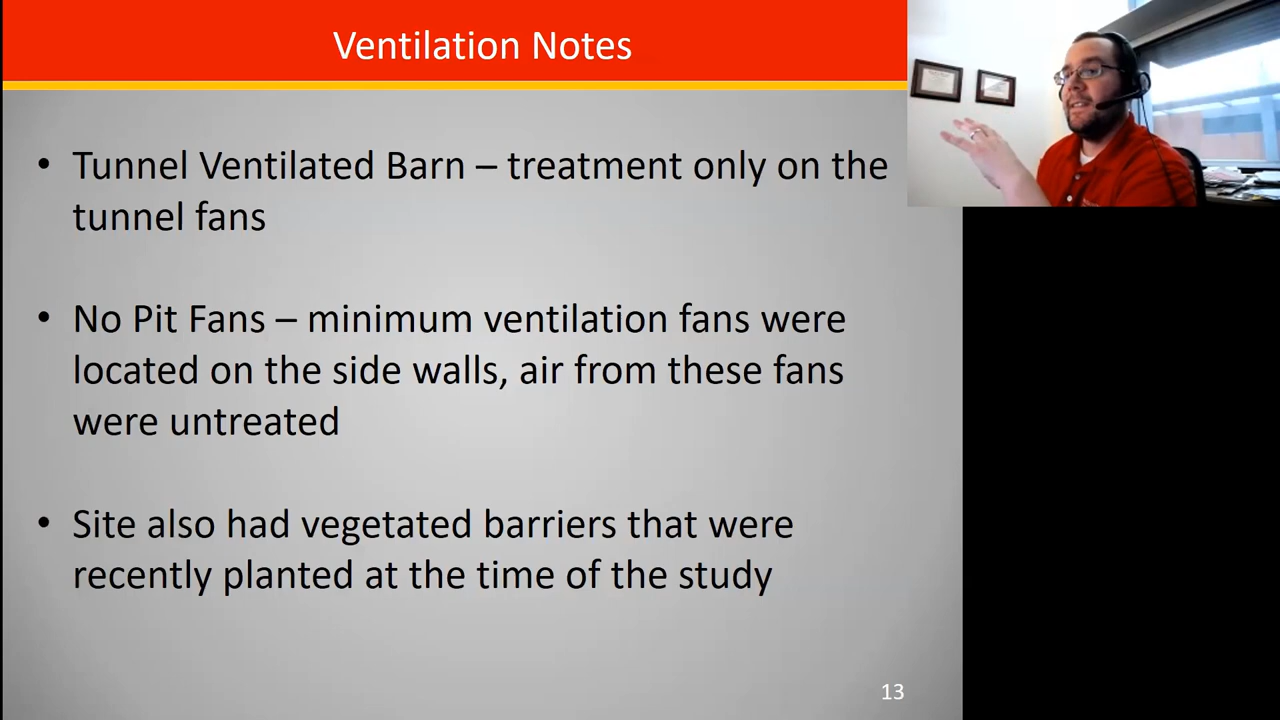 Ventilation Notes
• Tunnel Ventilated Barn – treatment only on the
tunnel fans
• No Pit Fans – minimum ventilation fans were
located on the side walls, air from these fans
were untreated
• Site also had vegetated barriers that were
recently planted at the time of the study
13